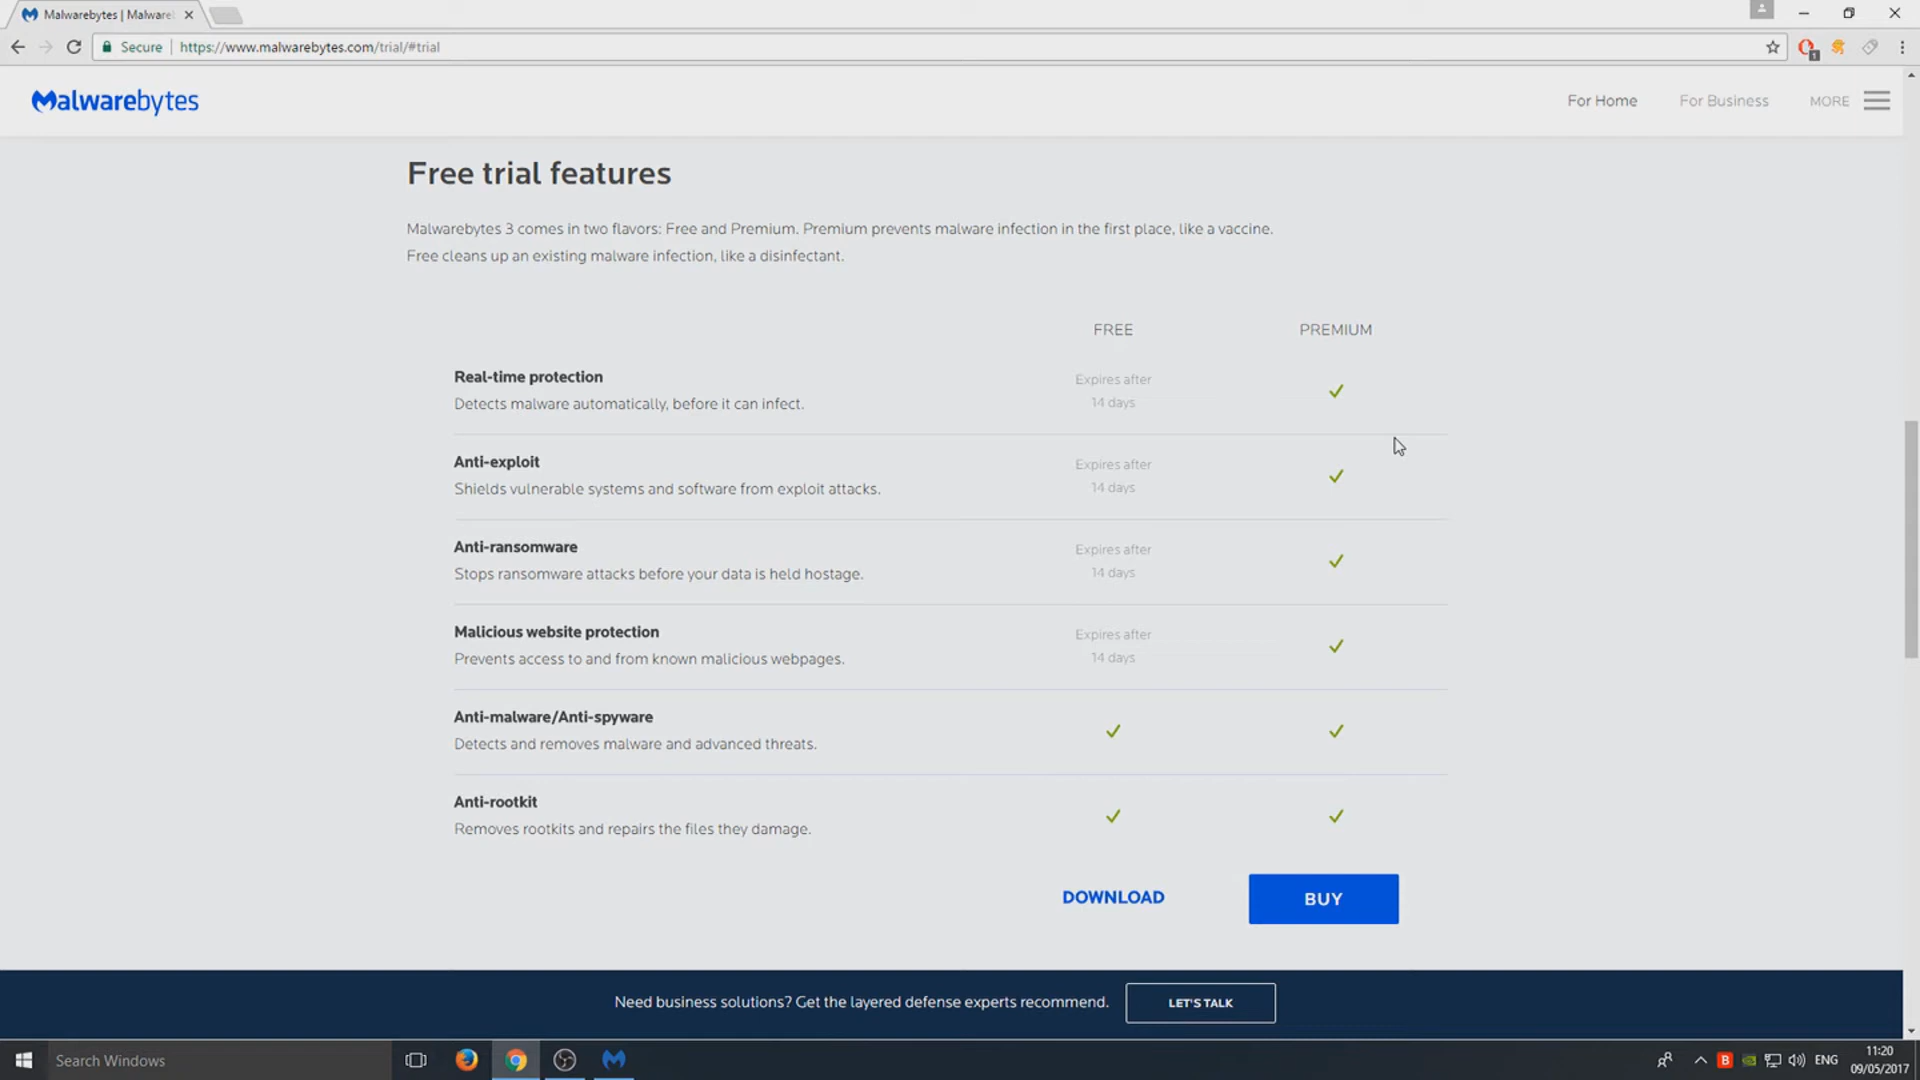 Malwarebytes | Malware
Secure https://www.malwarebytes.com/trial/#trial
1
Malwarebytes
For Home For Business MORE
Free trial features
Malwarebytes 3 comes in two flavors: Free and Premium. Premium prevents malware infection in the first place, like a vaccine.
Free cleans up an existing malware infection, like a disinfectant.
FREE PREMIUM
Real-time protection
Detects malware automatically, before it can infect.
Expires after
14 days
Anti-exploit
Shields vulnerable systems and software from exploit attacks.
Expires after
14 days
Anti-ransomware
Stops ransomware attacks before your data is held hostage.
Expires after
14 days
Malicious website protection
Prevents access to and from known malicious webpages.
Expires after
14 days
Anti-malware/Anti-spyware
Detects and removes malware and advanced threats.
Anti-rootkit
Removes rootkits and repairs the files they damage.
DOWNLOAD BUY
Need business solutions? Get the layered defense experts recommend. LET'S TALK
Search Windows
B
ENG
11:20
09/05/2017